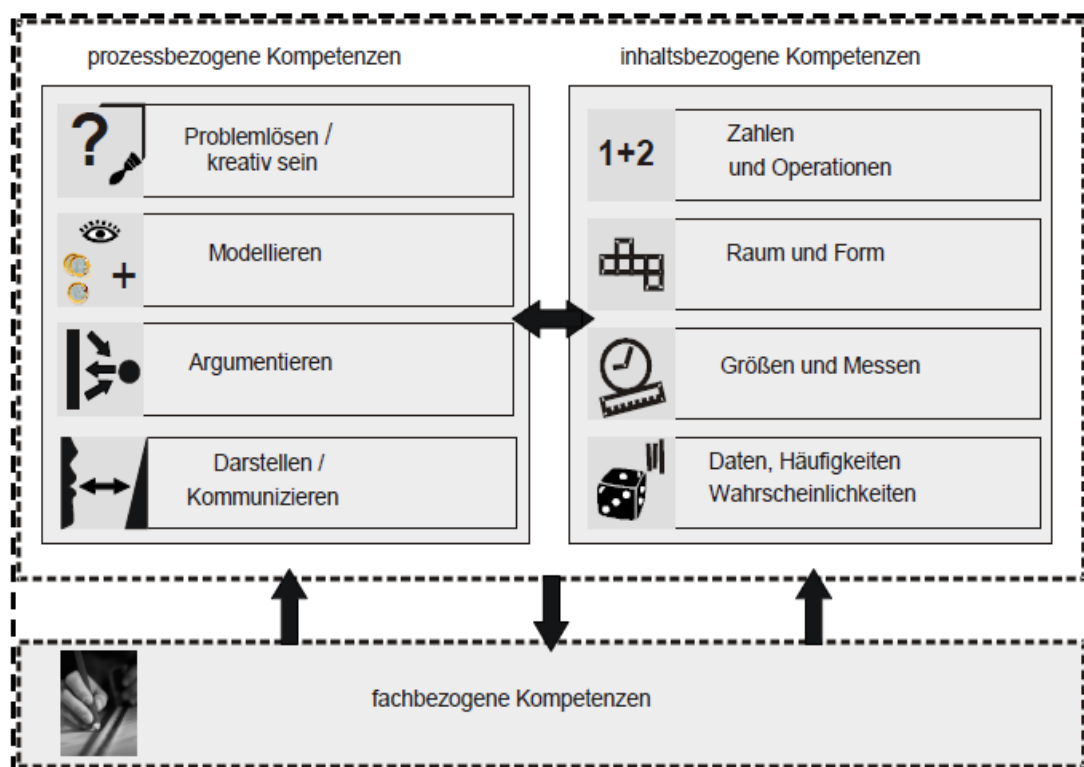 prozessbezogene Kompetenzen
?
Problemlösen /
kreativ sein
+
Modellieren
Argumentieren
Darstellen /
Kommunizieren
inhaltsbezogene Kompetenzen
1+2
Zahlen
und Operationen
Raum und Form
Größen und Messen
Daten, Häufigkeiten
Wahrscheinlichkeiten
fachbezogene Kompetenzen